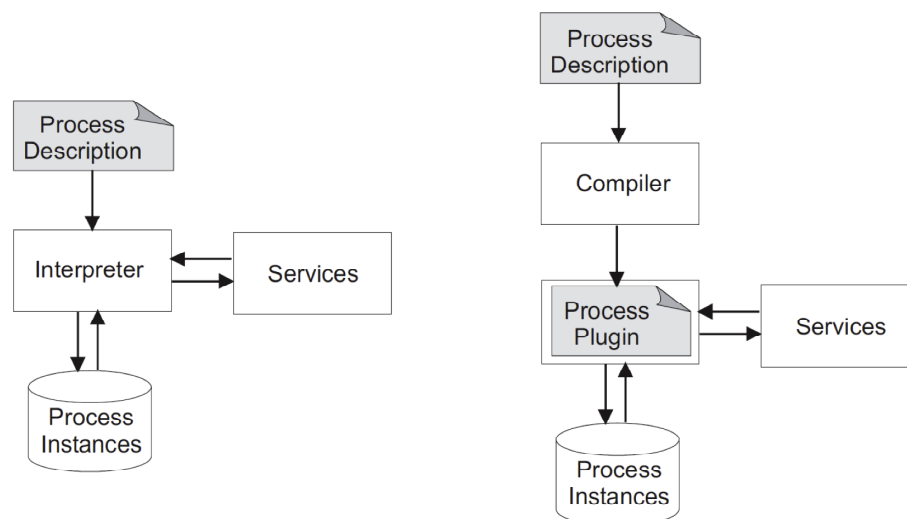 Process
Description
Interpreter
Services
Process
Instances
Process
Description
Compiler
Process
Plugin
Services
Process
Instances